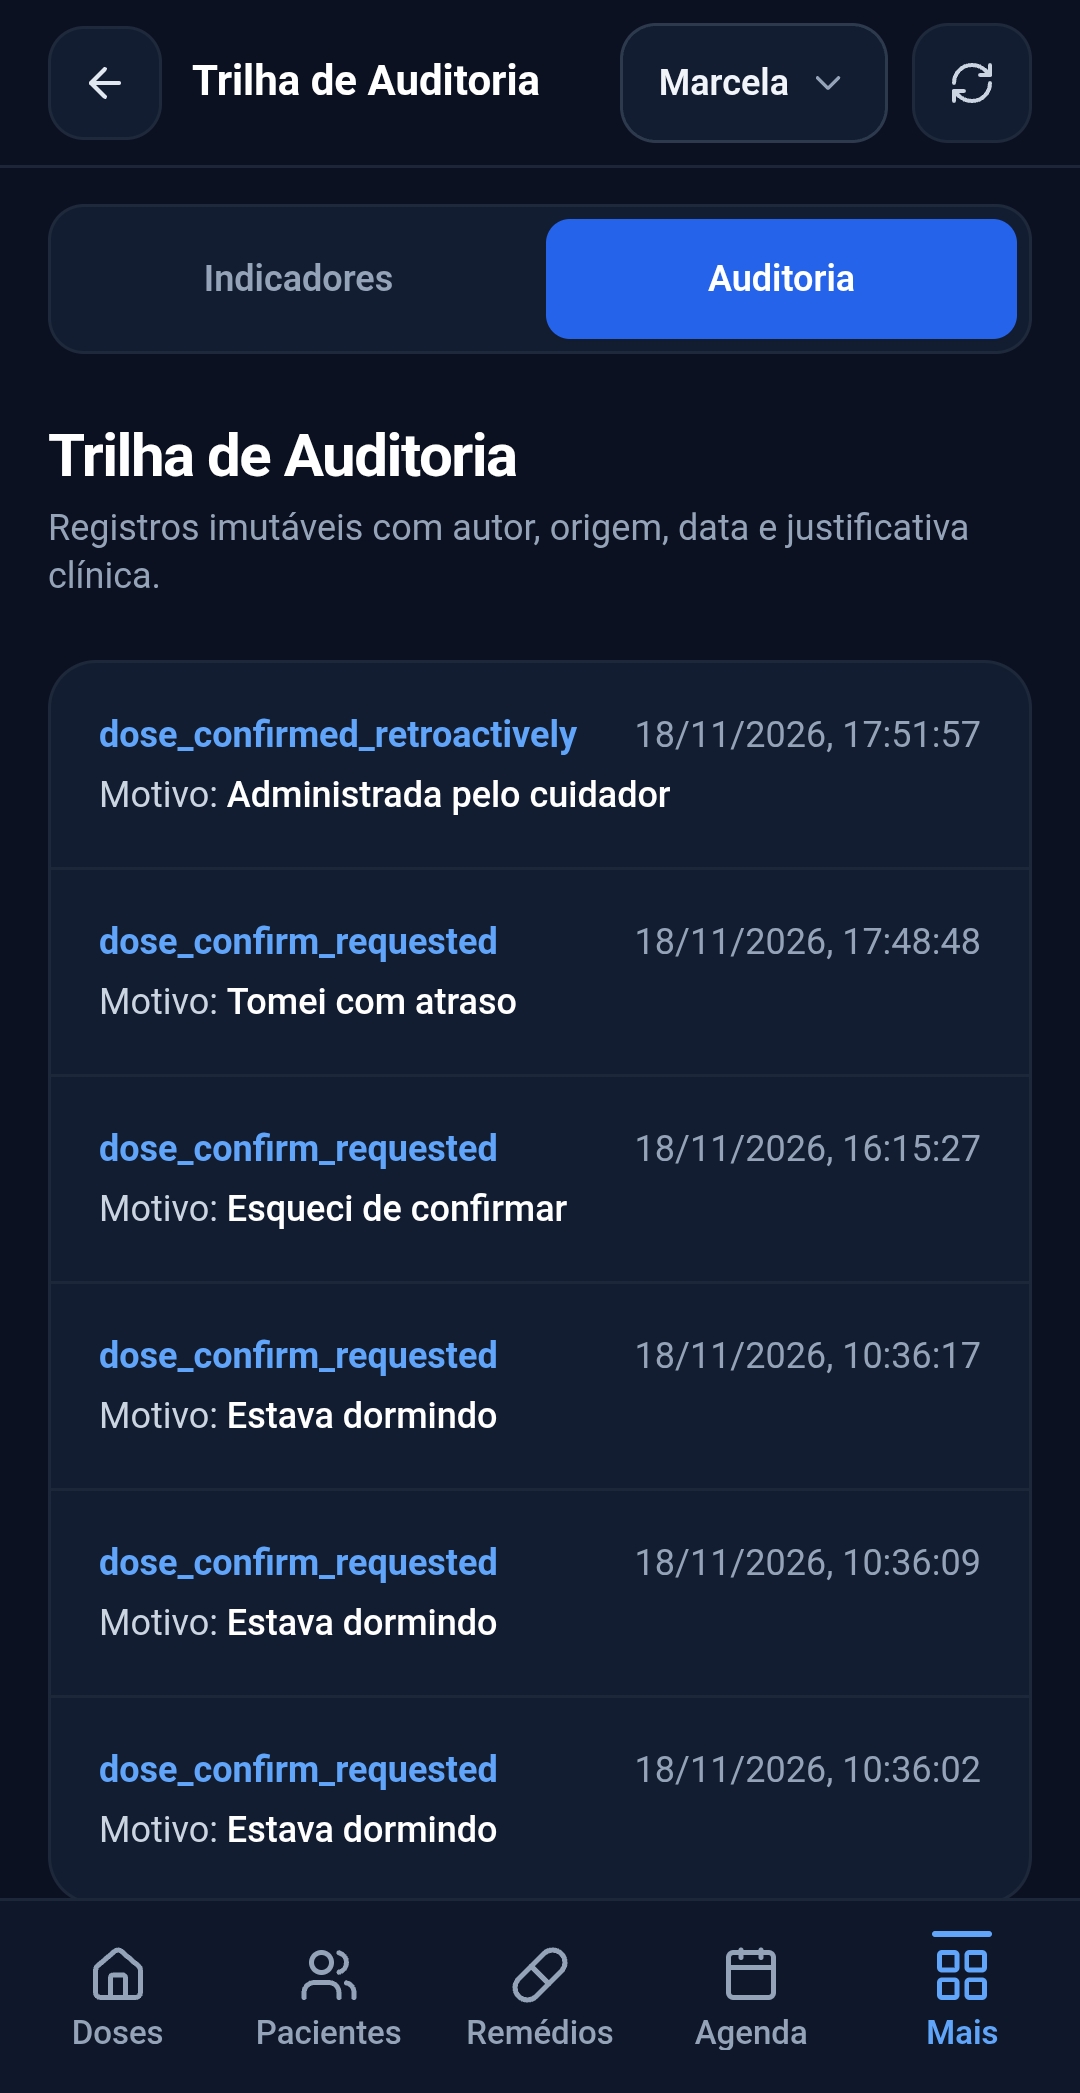 Trilha de Auditoria
Marcela
Indicadores
Auditoria
Trilha de Auditoria
Registros imutáveis com autor, origem, data e justificativa
clínica.
dose_confirmed_retroactively 18/11/2026, 17:51:57
Motivo: Administrada pelo cuidador
dose_confirm_requested 18/11/2026, 17:48:48
Motivo: Tomei com atraso
dose_confirm_requested 18/11/2026, 16:15:27
Motivo: Esqueci de confirmar
dose_confirm_requested 18/11/2026, 10:36:17
Motivo: Estava dormindo
dose_confirm_requested 18/11/2026, 10:36:09
Motivo: Estava dormindo
dose_confirm_requested 18/11/2026, 10:36:02
Motivo: Estava dormindo
Doses
Pacientes
Remédios
Agenda
Mais